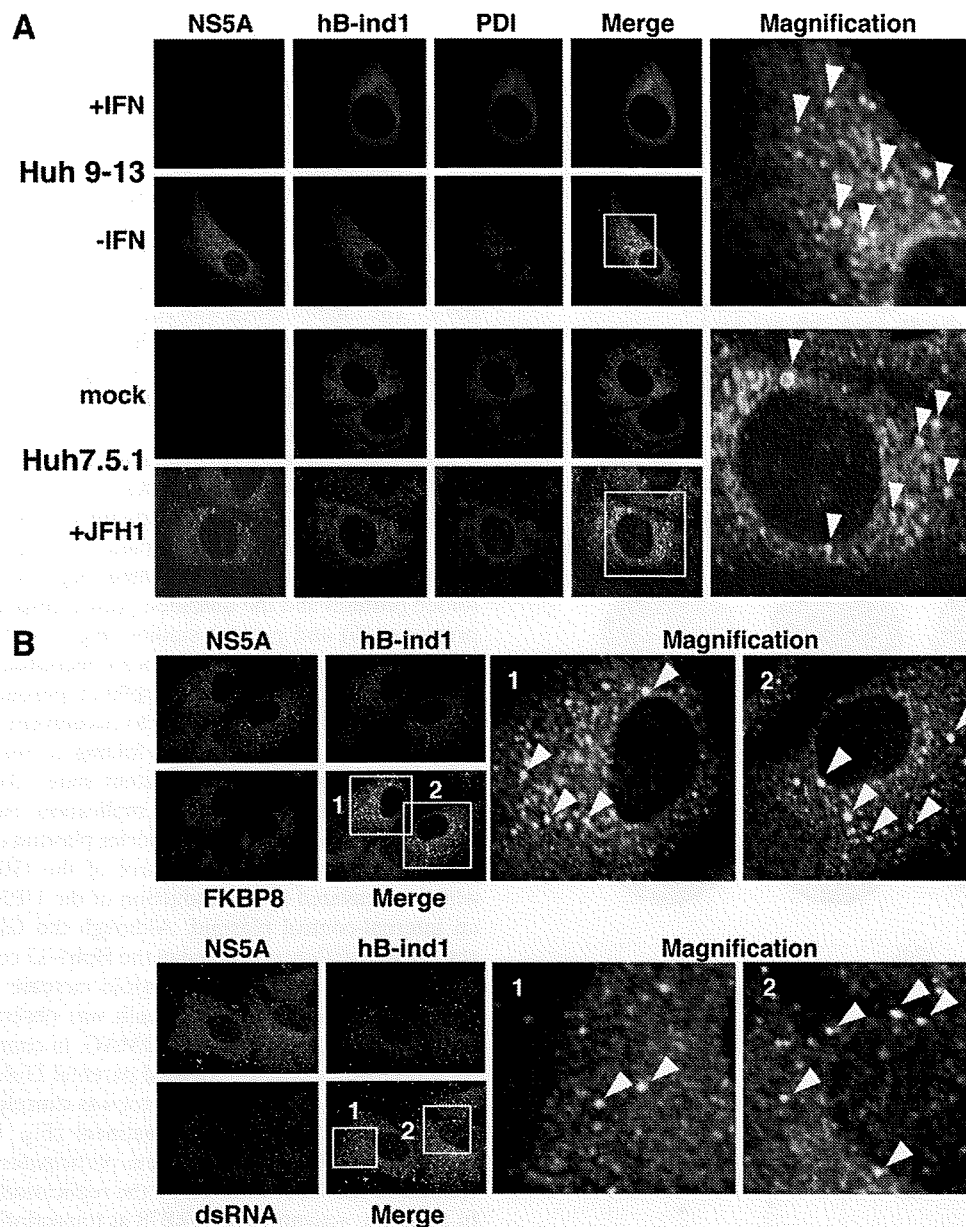 A
NS5A hB-ind1 PDI Merge Magnification
+IFN
Huh 9-13
-IFN
mock
Huh7.5.1
+JFH1
B
NS5A hB-ind1 Magnification
1 2
1 2
FKBP8 Merge
NS5A hB-ind1 Magnification
1 2
1 2
dsRNA Merge